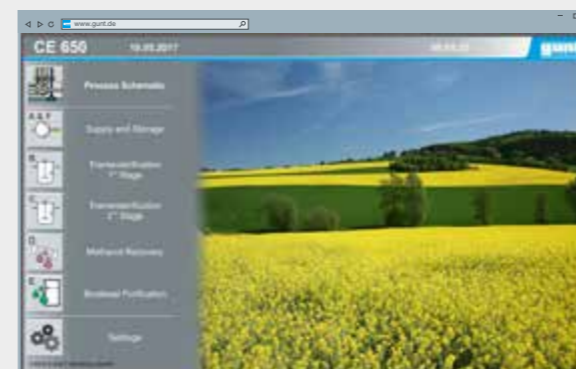 www.gunt.de
CE 650
19.05.2017
gunt
Process Schematic
A & F
Supply and Storage
B
Transesterification
1st Stage
C
Transesterification
2nd Stage
D
Methanol Recovery
E
Biodiesel Purification
Settings